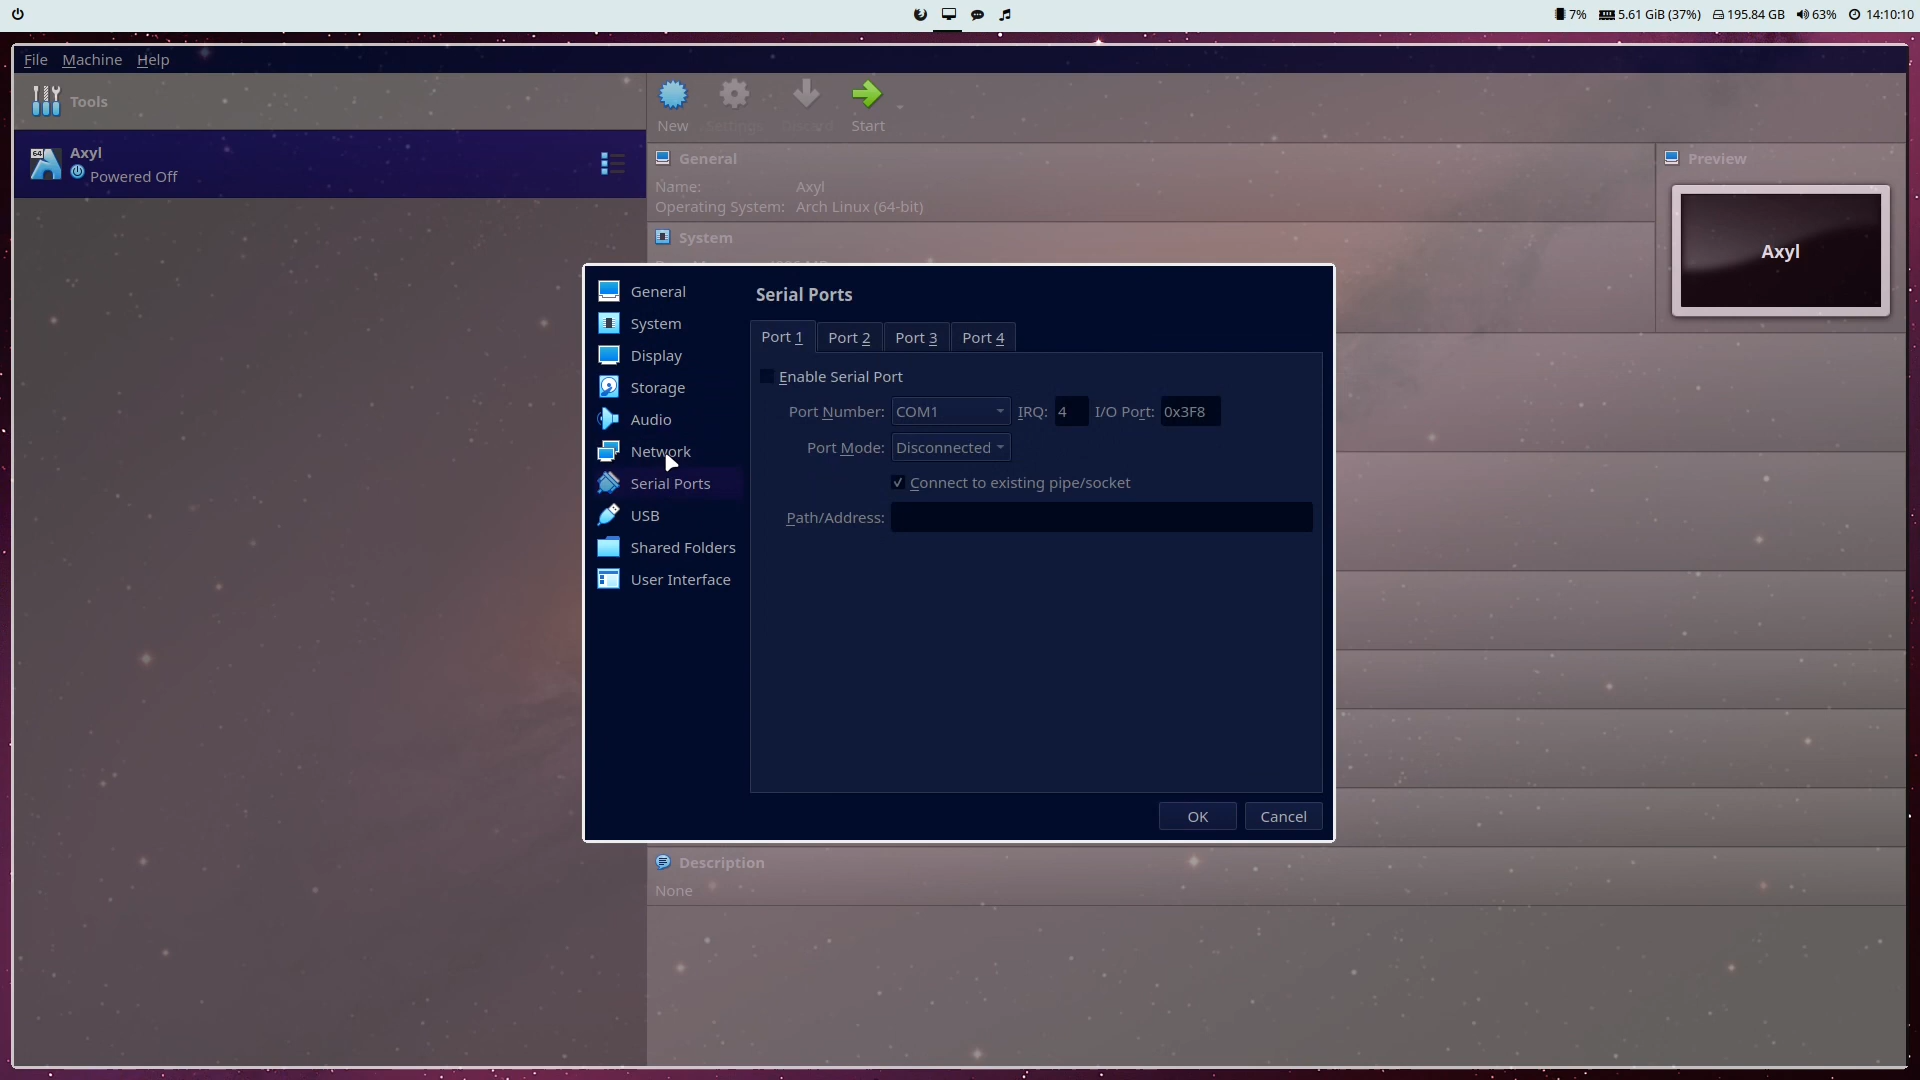 7% 5.61 GiB (37%) 195.84 GB 63% 14:10:10
File Machine Help
Tools
New Settings Discard Start
64 Axyl
Powered Off
General
Name: Axyl
Operating System: Arch Linux (64-bit)
System
Preview
Axyl
General
System
Display
Storage
Audio
Network
Serial Ports
USB
Shared Folders
User Interface
Serial Ports
Port 1 Port 2 Port 3 Port 4
Enable Serial Port
Port Number: COM1 IRQ: 4 I/O Port: 0x3F8
Port Mode: Disconnected
Connect to existing pipe/socket
Path/Address:
OK Cancel
Description
None